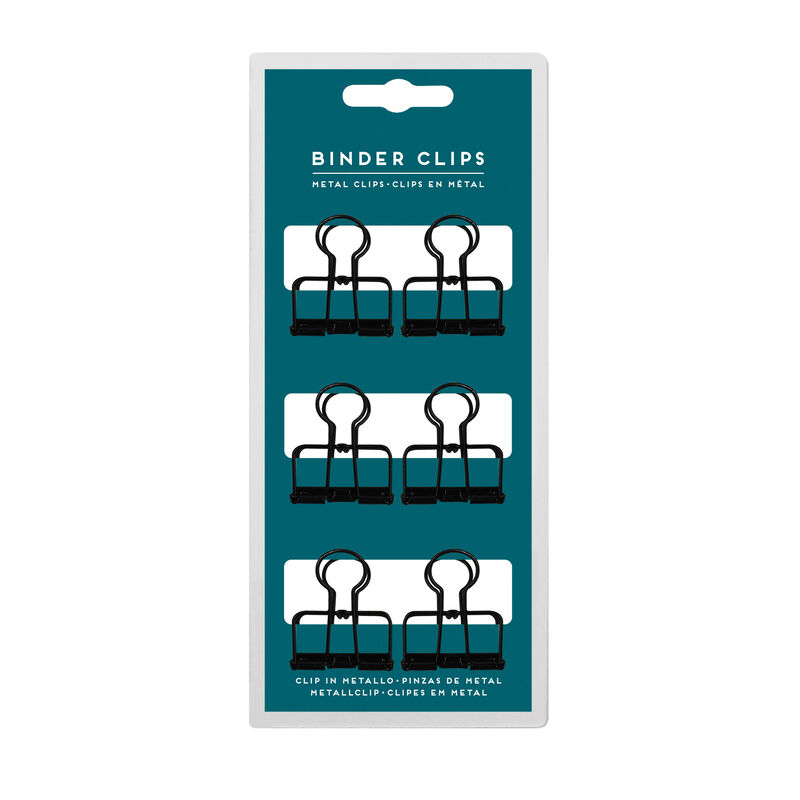 BINDER CLIPS
METAL CLIPS • CLIPS EN MÉTAL
CLIP IN METALLO • PINZAS DE METAL
METALLCLIP • CLIPES EM METAL